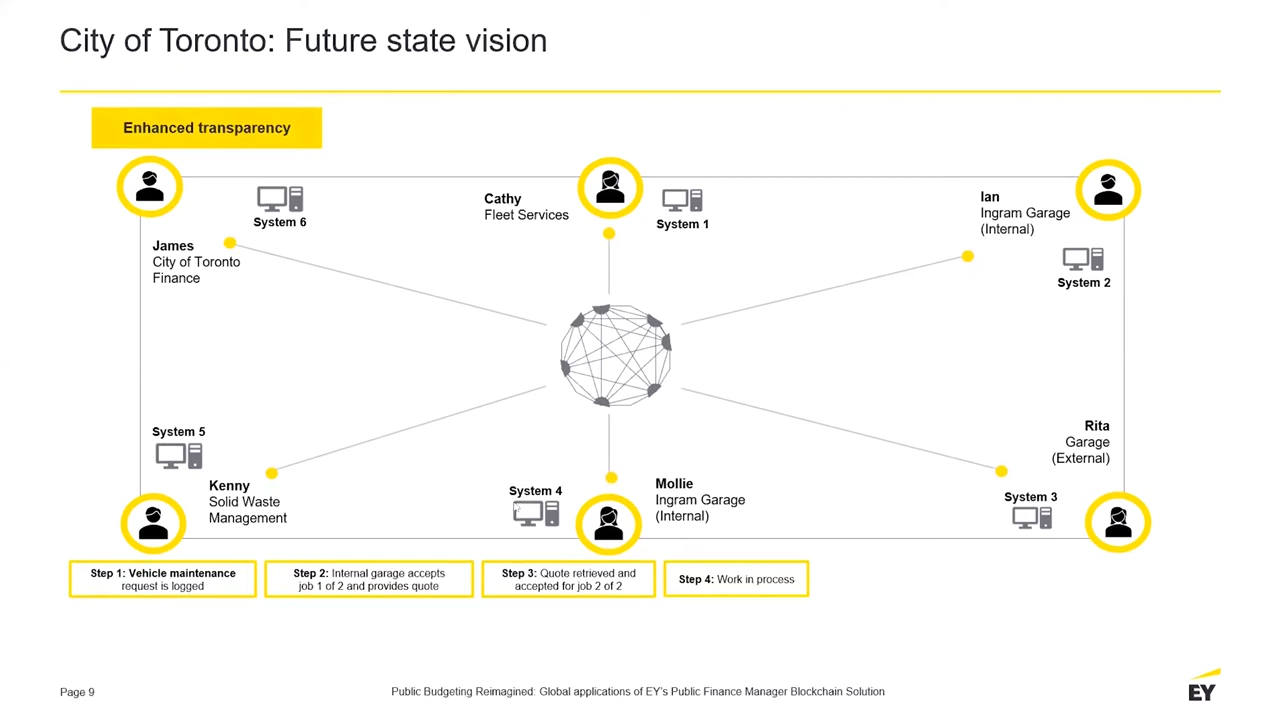 City of Toronto: Future state vision
Enhanced transparency
James
City of Toronto
Finance
System 6
Cathy
Fleet Services
System 1
Ian
Ingram Garage
(Internal)
System 2
System 5
Kenny
Solid Waste
Management
System 4
Mollie
Ingram Garage
(Internal)
Rita
Garage
(External)
System 3
Step 1: Vehicle maintenance
request is logged
Step 2: Internal garage accepts
job 1 of 2 and provides quote
Step 3: Quote retrieved and
accepted for job 2 of 2
Step 4: Work in process
Page 9
Public Budgeting Reimagined: Global applications of EY's Public Finance Manager Blockchain Solution
EY